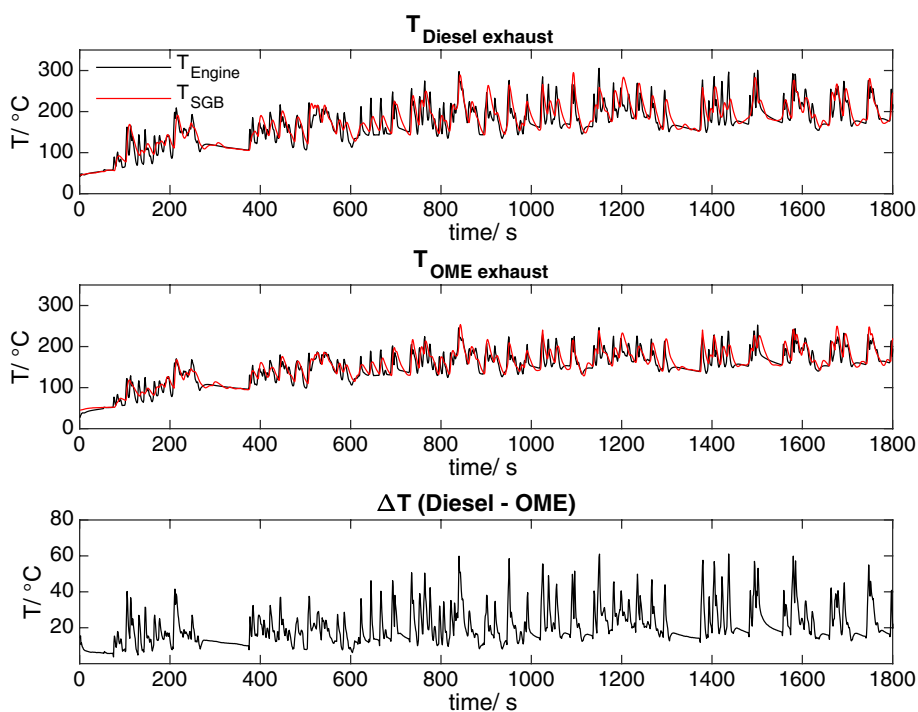 T Diesel exhaust
T Engine
T SGB
T/ °C
300
200
100
0
0 200 400 600 800 1000 1200 1400 1600 1800
time/ s
T OME exhaust
T/ °C
300
200
100
0
0 200 400 600 800 1000 1200 1400 1600 1800
time/ s
ΔT (Diesel - OME)
T/ °C
80
60
40
20
0 200 400 600 800 1000 1200 1400 1600 1800
time/ s